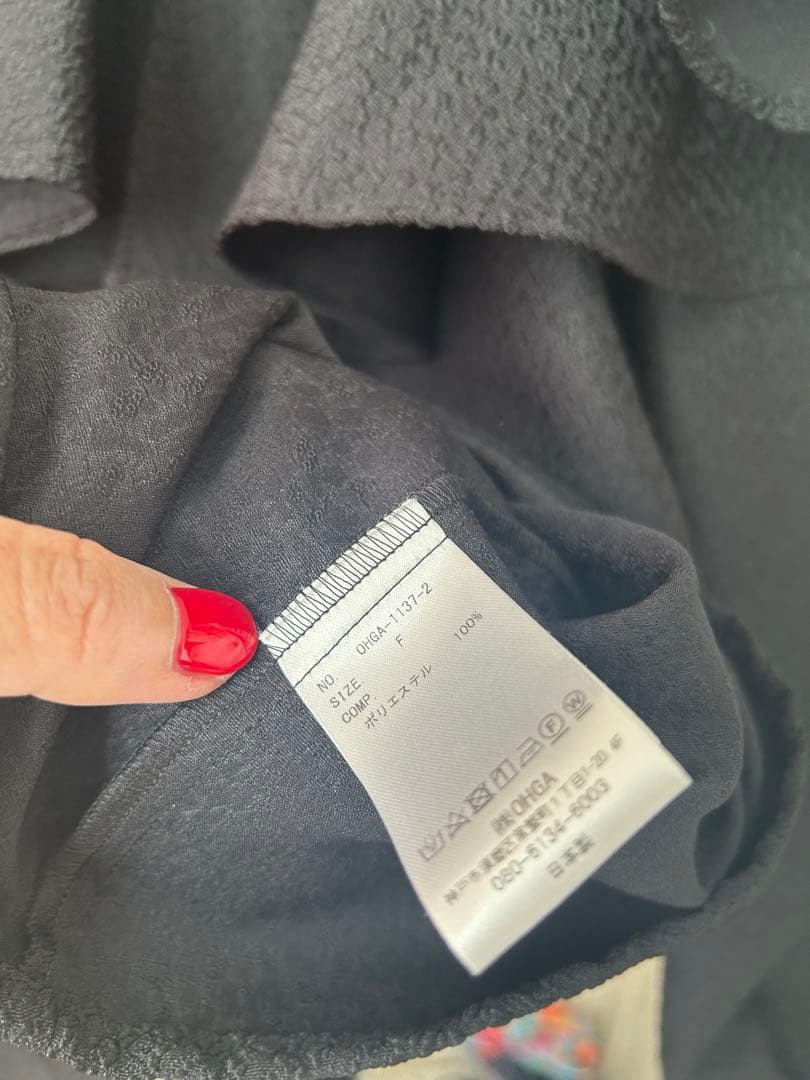 NO OHGA-1137-2
SIZE F
COMP.
ポリエステル 100%
㈱OHGA
080-6134-6003
日本製